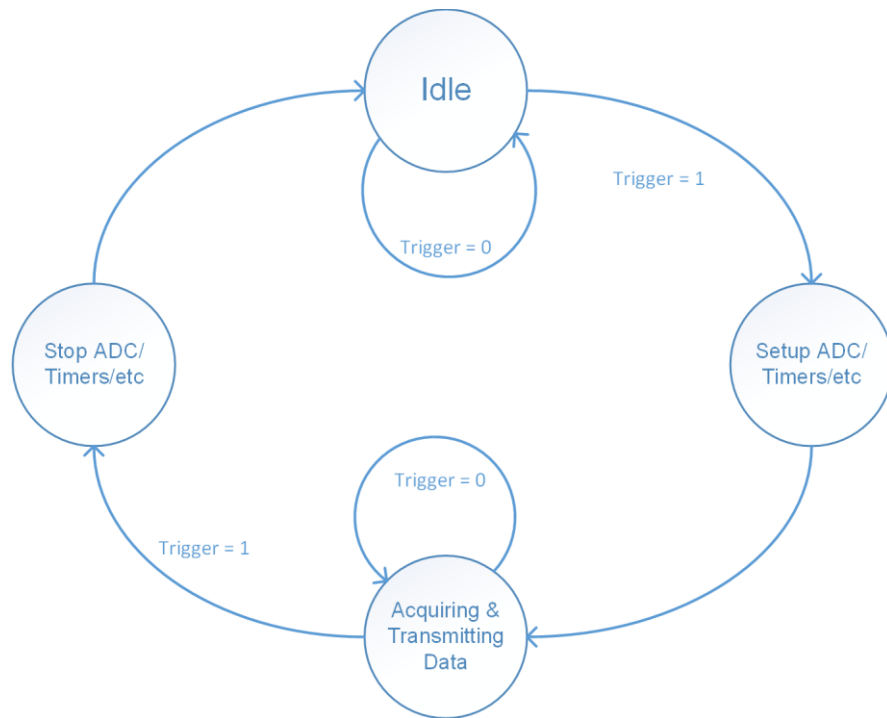 Idle
Trigger = 1
Trigger = 0
Stop ADC/
Timers/etc
Setup ADC/
Timers/etc
Trigger = 0
Trigger = 1
Acquiring &
Transmitting
Data